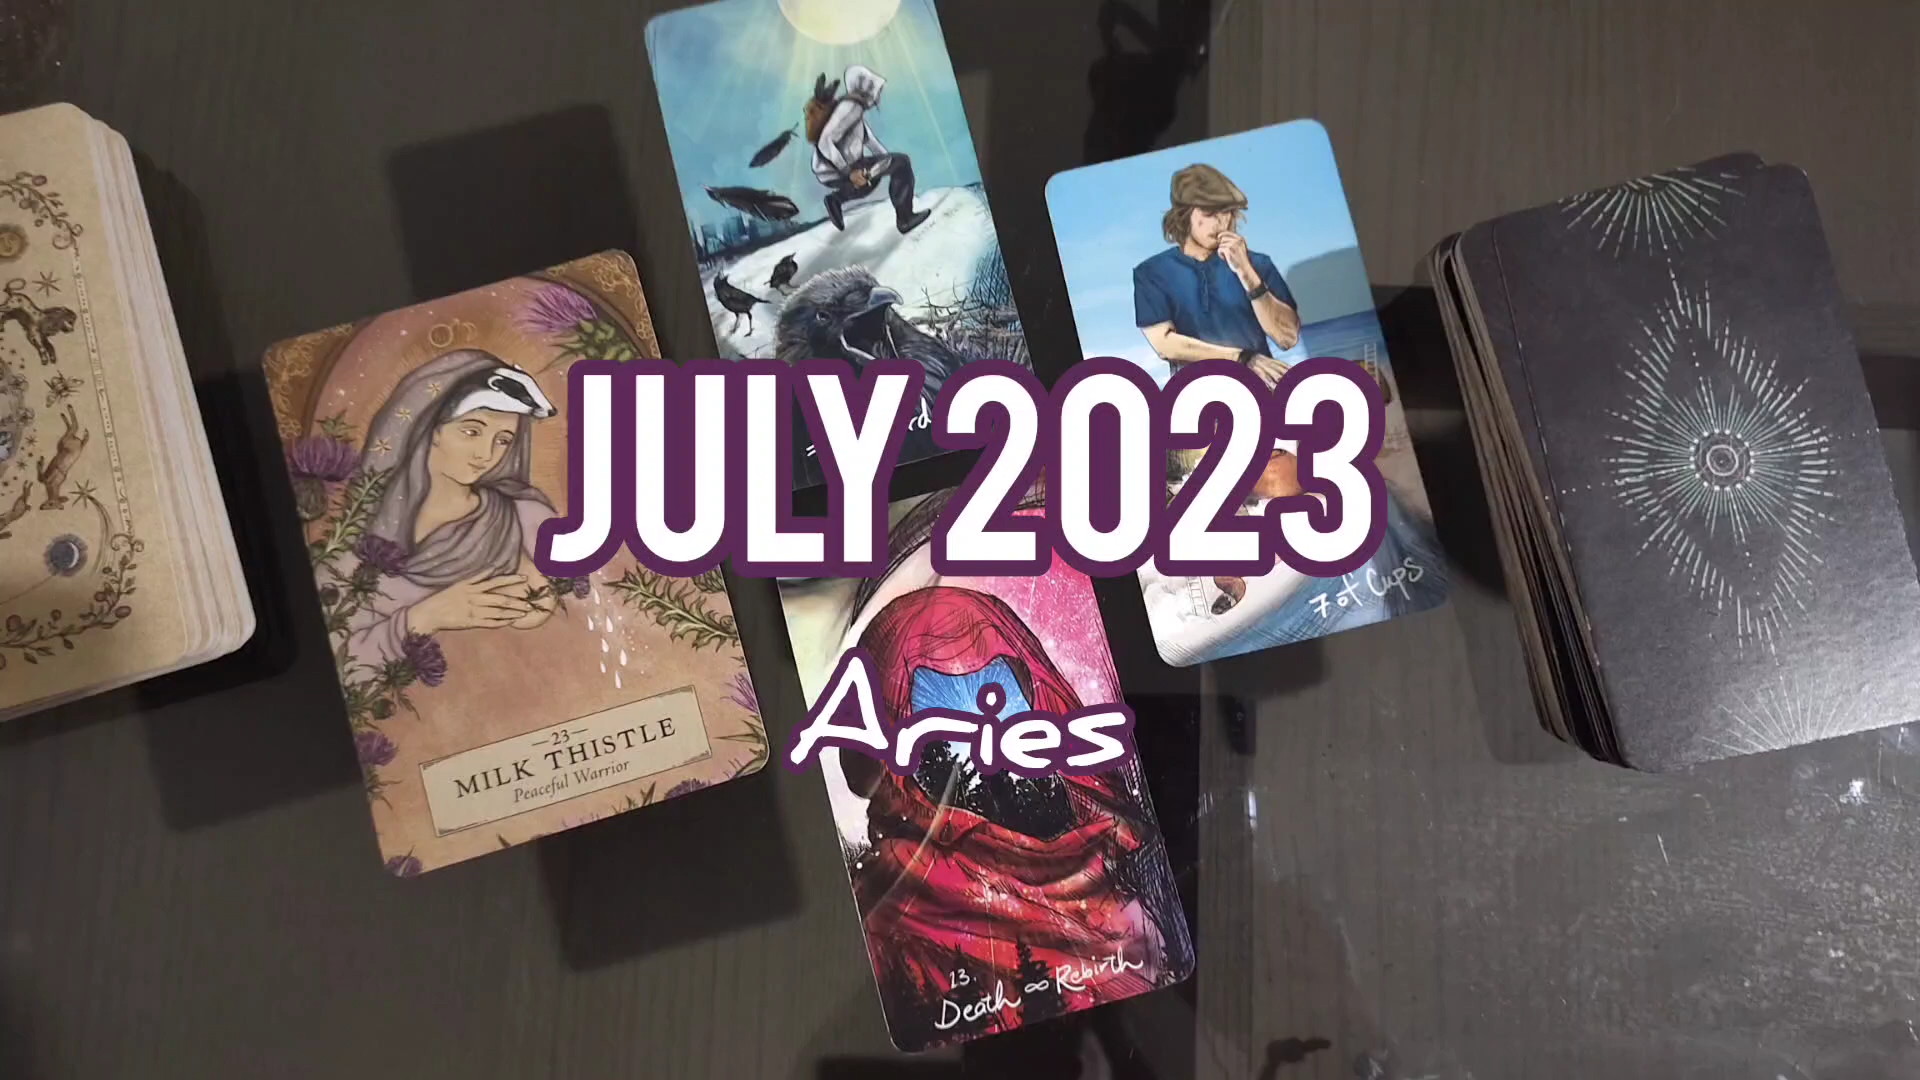 JULY 2023
Aries
7 of Cups
—23—
MILK THISTLE
Peaceful Warrior
13.
Death ∞ Rebirth